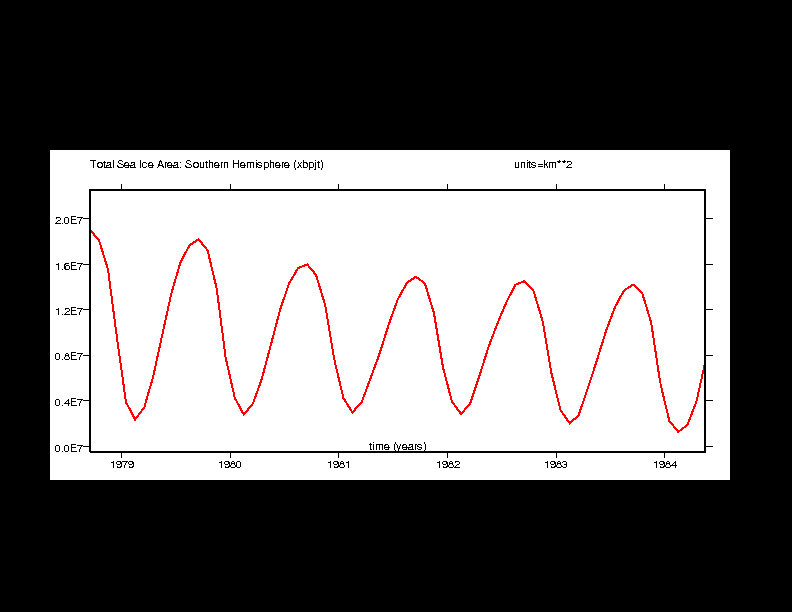 Total Sea Ice Area: Southern Hemisphere (xbpjt) units=km**2
2.0E7
1.6E7
1.2E7
0.8E7
0.4E7
0.0E7
time (years)
1979 1980 1981 1982 1983 1984